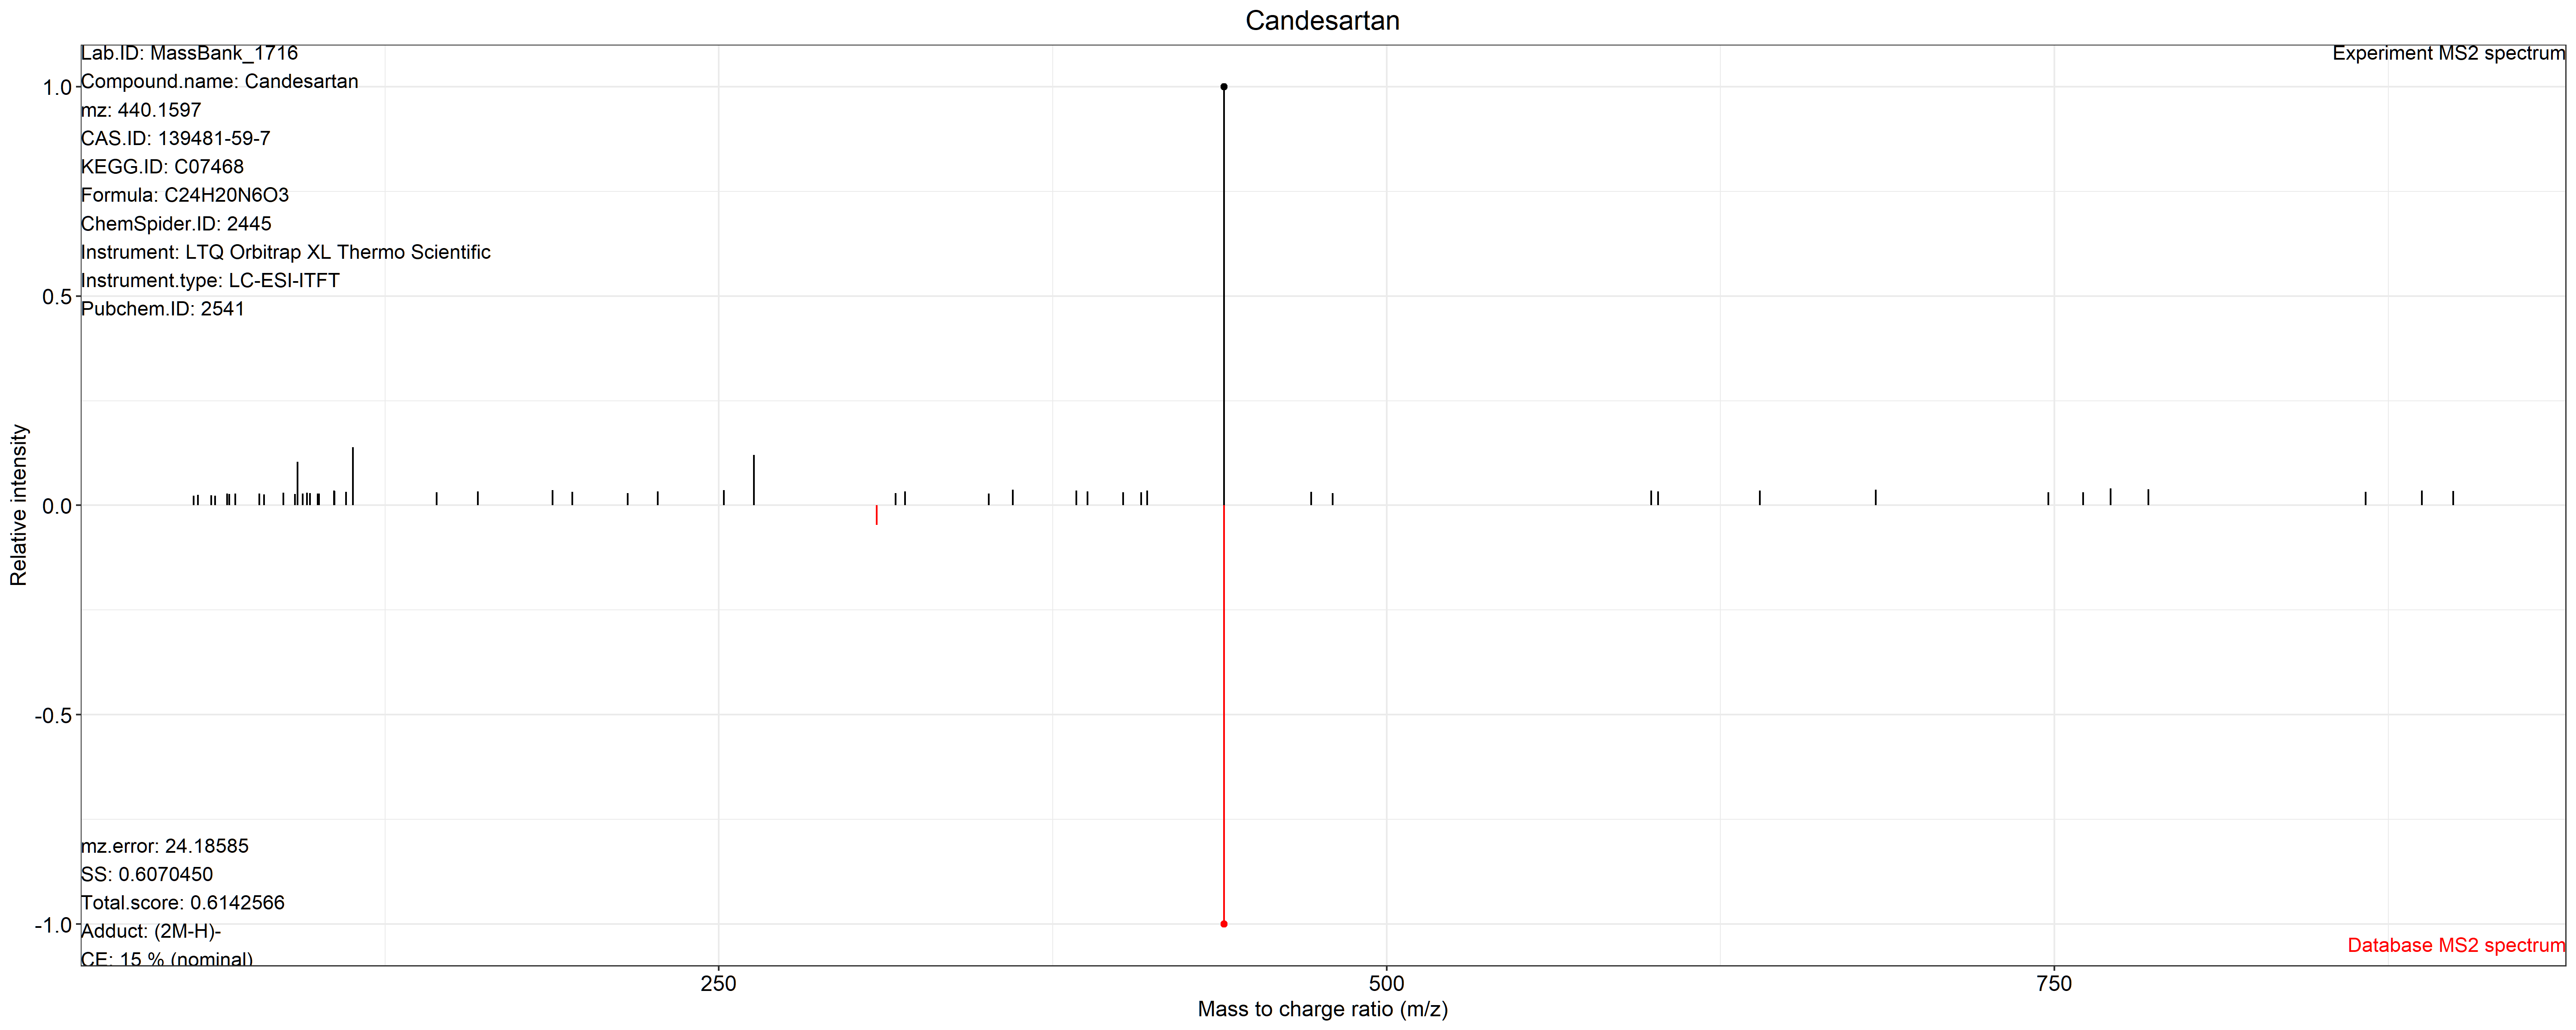 Candesartan
Lab.ID: MassBank_1716
Experiment MS2 spectrum
Compound.name: Candesartan
mz: 440.1597
CAS.ID: 139481-59-7
KEGG.ID: C07468
Formula: C24H20N6O3
ChemSpider.ID: 2445
Instrument: LTQ Orbitrap XL Thermo Scientific
Instrument.type: LC-ESI-ITFT
Pubchem.ID: 2541
1.0
0.5
0.0
-0.5
-1.0
Relative intensity
mz.error: 24.18585
SS: 0.6070450
Total.score: 0.6142566
Adduct: (2M-H)-
CE: 15 % (nominal)
Database MS2 spectrum
250
500
750
Mass to charge ratio (m/z)